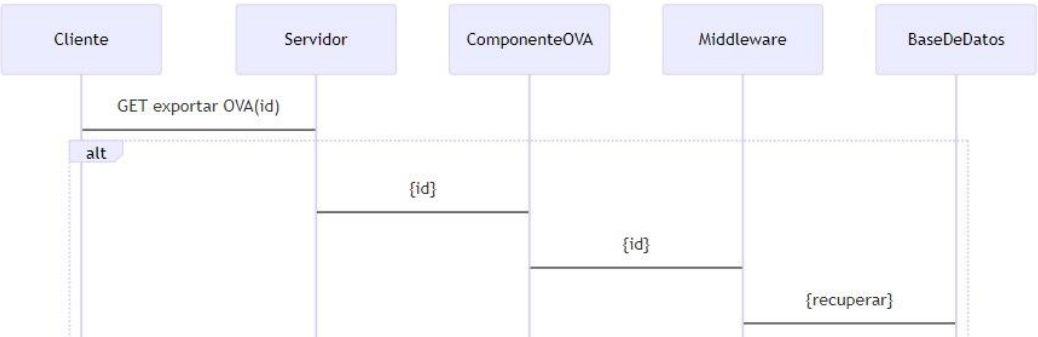 Cliente
Servidor
ComponenteOVA
Middleware
BaseDeDatos
GET exportar OVA(id)
alt
{id}
{id}
{recuperar}